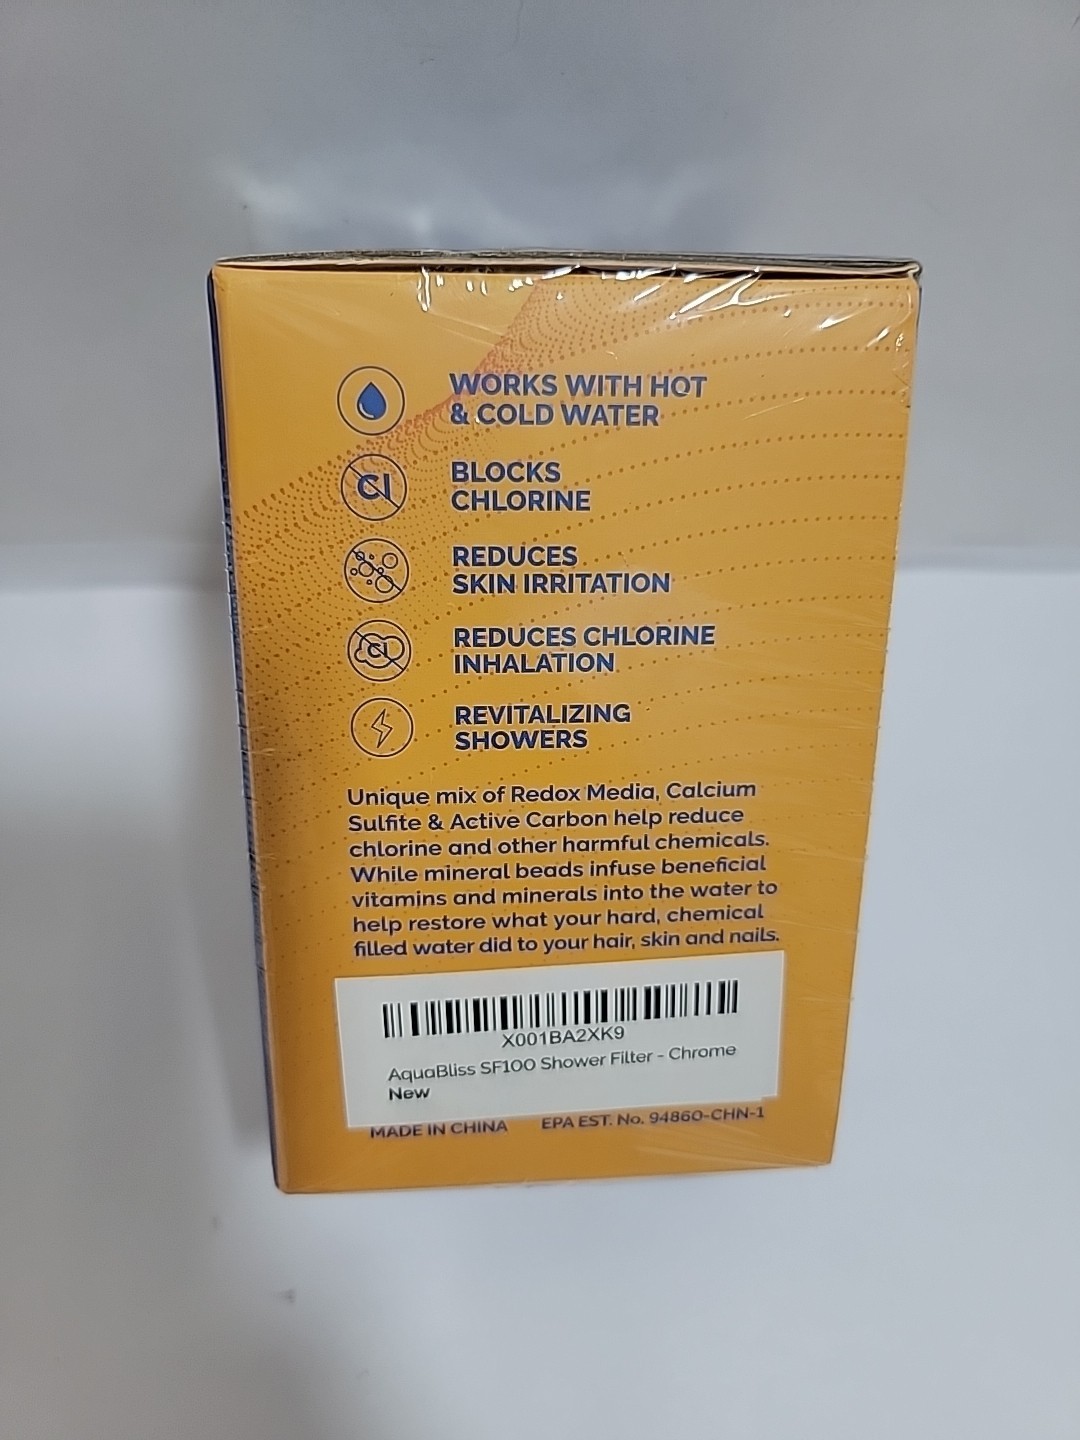 WORKS WITH HOT
& COLD WATER
Cl
BLOCKS
CHLORINE
REDUCES
SKIN IRRITATION
Cl
REDUCES CHLORINE
INHALATION
REVITALIZING
SHOWERS
Unique mix of Redox Media, Calcium
Sulfite & Active Carbon help reduce
chlorine and other harmful chemicals.
While mineral beads infuse beneficial
vitamins and minerals into the water to
help restore what your hard, chemical
filled water did to your hair, skin and nails.
X001BA2XK9
AquaBliss SF100 Shower Filter - Chrome
New
MADE IN CHINA EPA EST. No. 94860-CHN-1